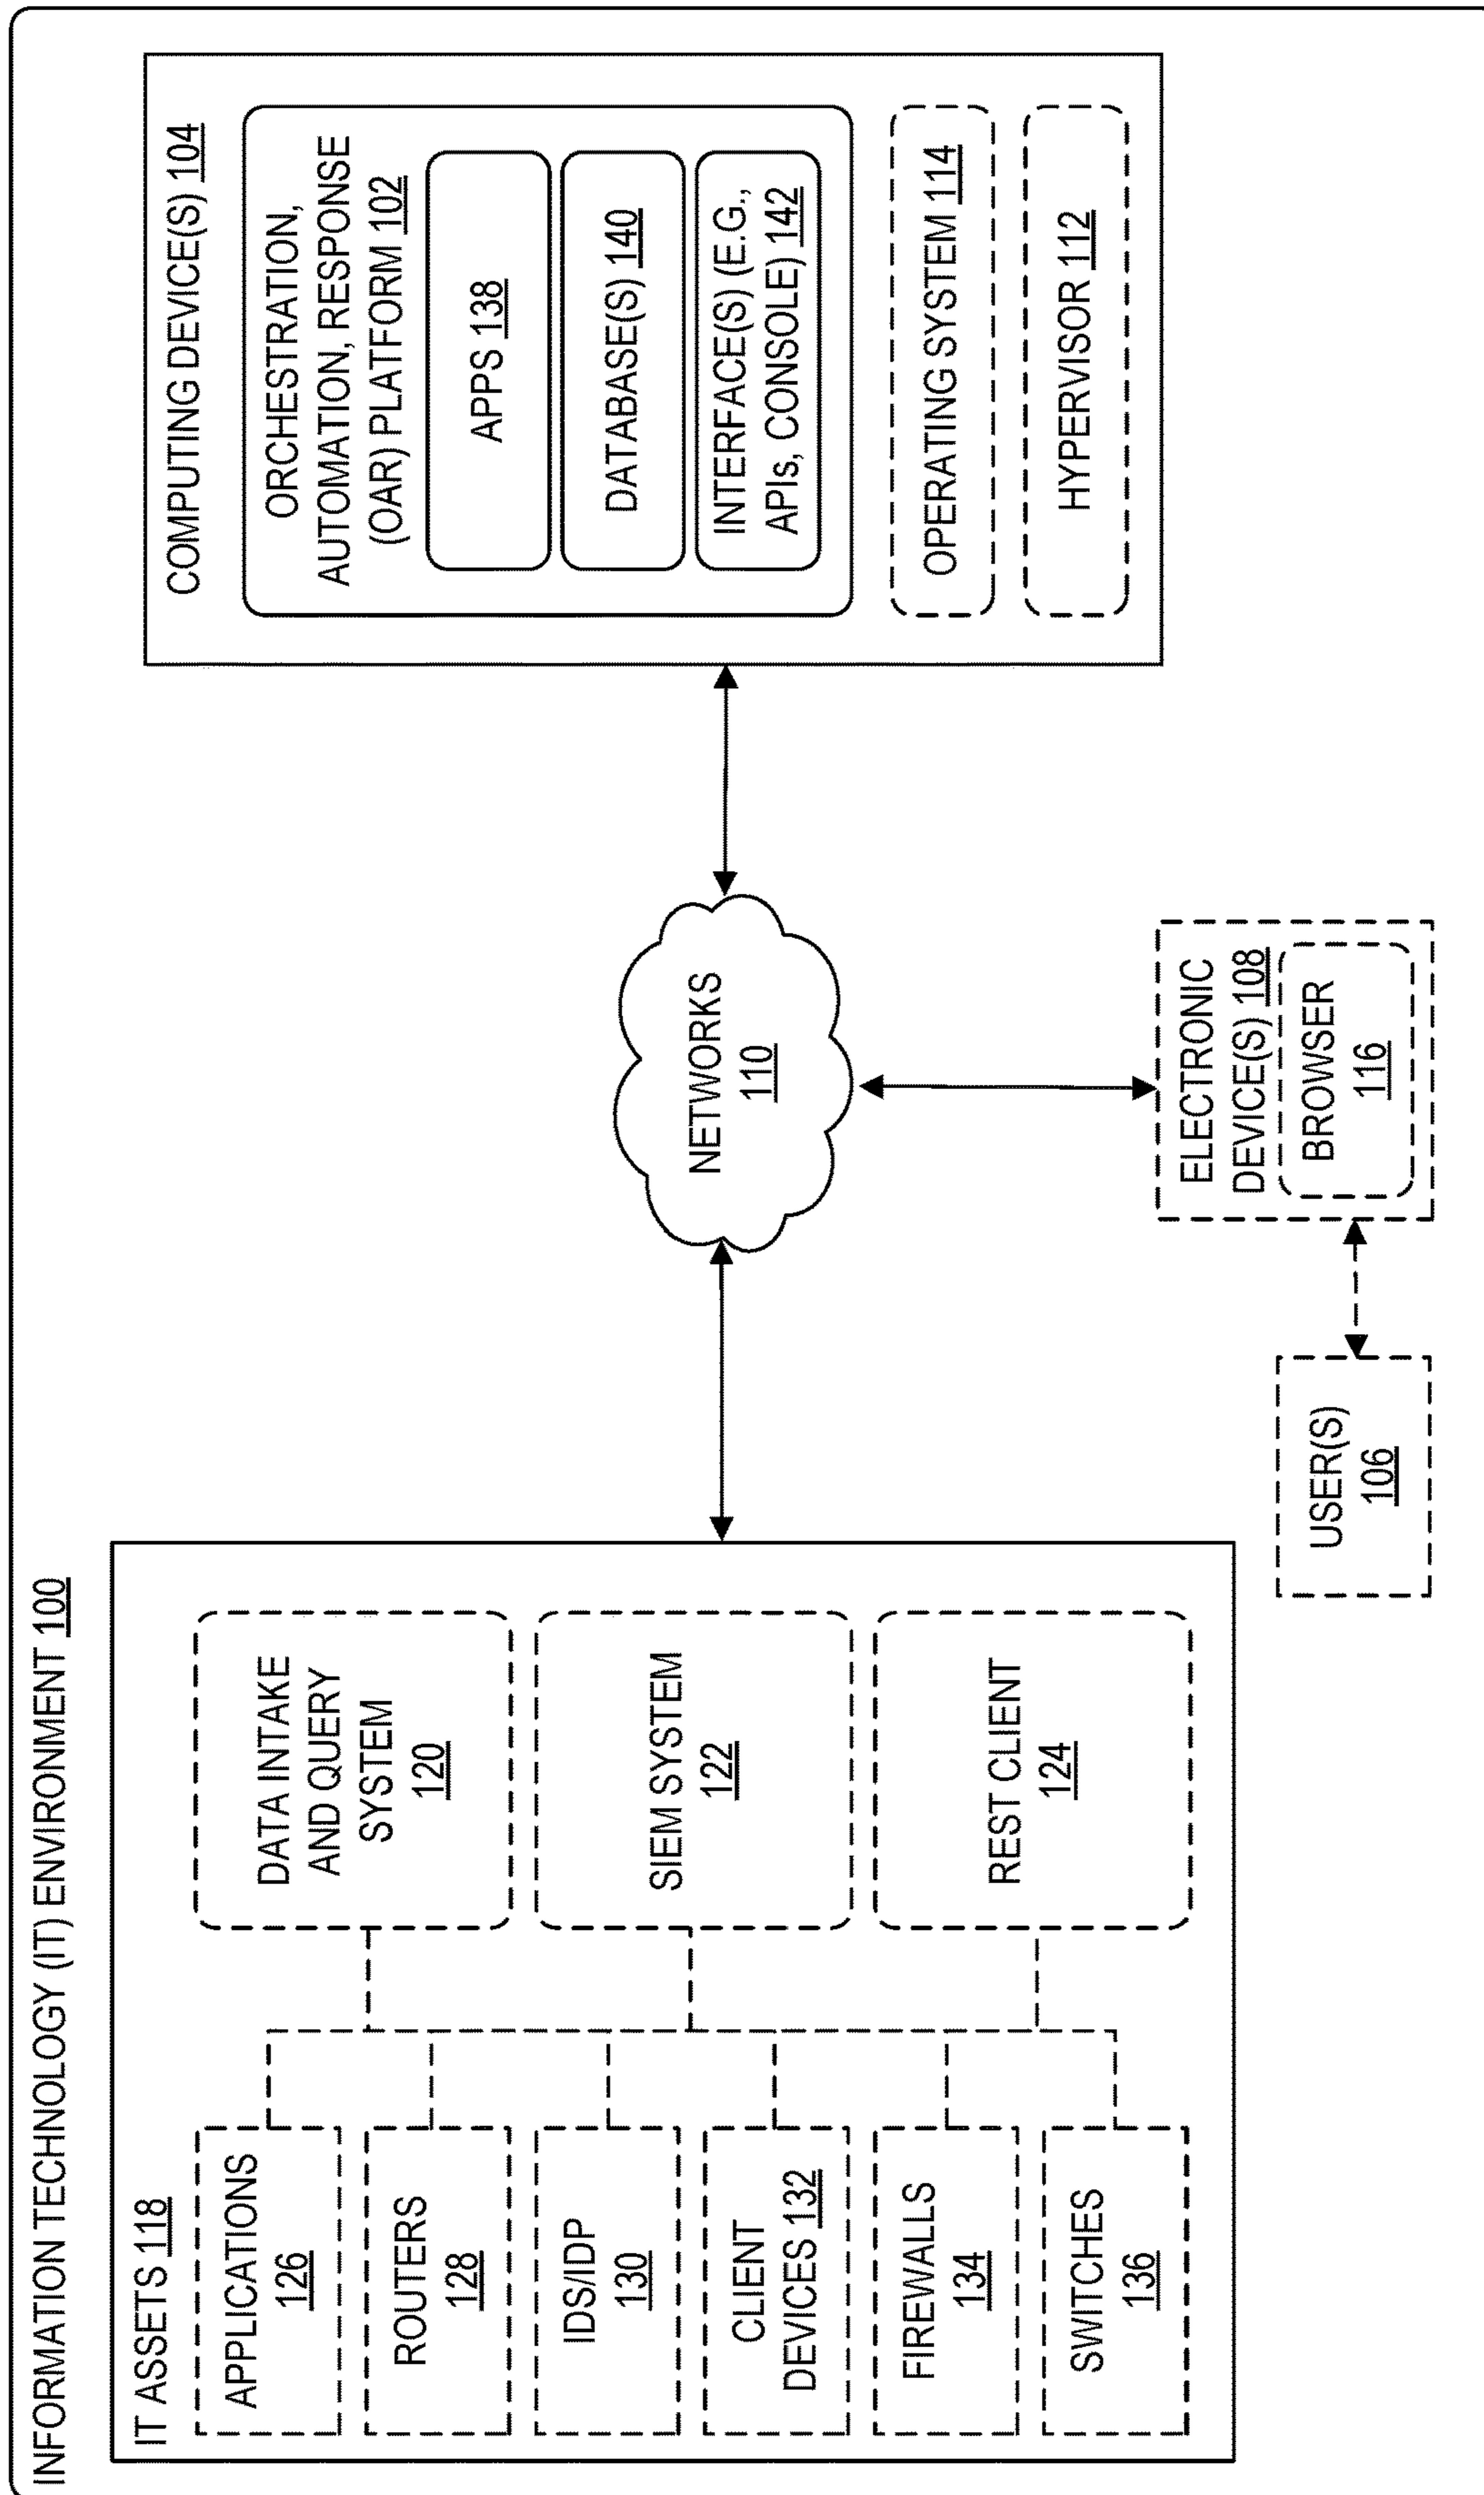 INFORMATION TECHNOLOGY (IT) ENVIRONMENT 100
IT ASSETS 118
APPLICATIONS
126
ROUTERS
128
IDS/IDP
130
CLIENT
DEVICES 132
FIREWALLS
134
SWITCHES
136
DATA INTAKE
AND QUERY
SYSTEM
120
SIEM SYSTEM
122
REST CLIENT
124
NETWORKS
110
USER(S)
106
ELECTRONIC
DEVICE(S) 108
BROWSER
116
COMPUTING DEVICE(S) 104
ORCHESTRATION,
AUTOMATION, RESPONSE
(OAR) PLATFORM 102
APPS 138
DATABASE(S) 140
INTERFACE(S) (E.G.,
APIs, CONSOLE) 142
OPERATING SYSTEM 114
HYPERVISOR 112